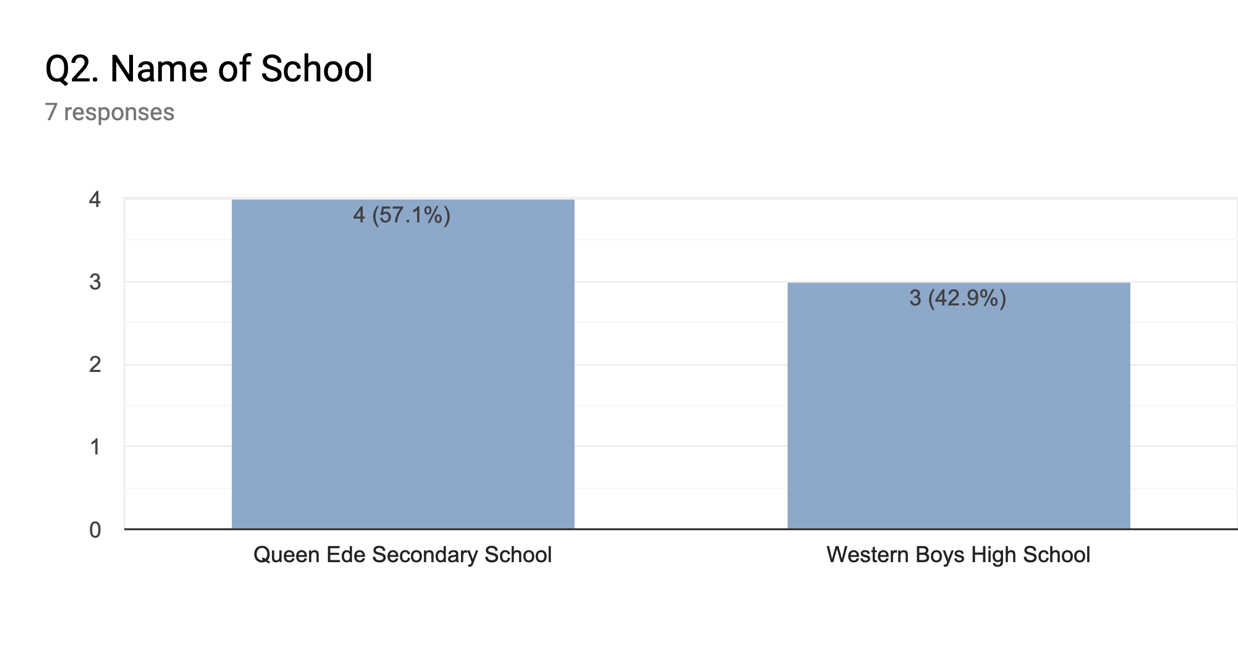 Q2. Name of School
7 responses
4
4 (57.1%)
3
3 (42.9%)
2
1
0
Queen Ede Secondary School
Western Boys High School